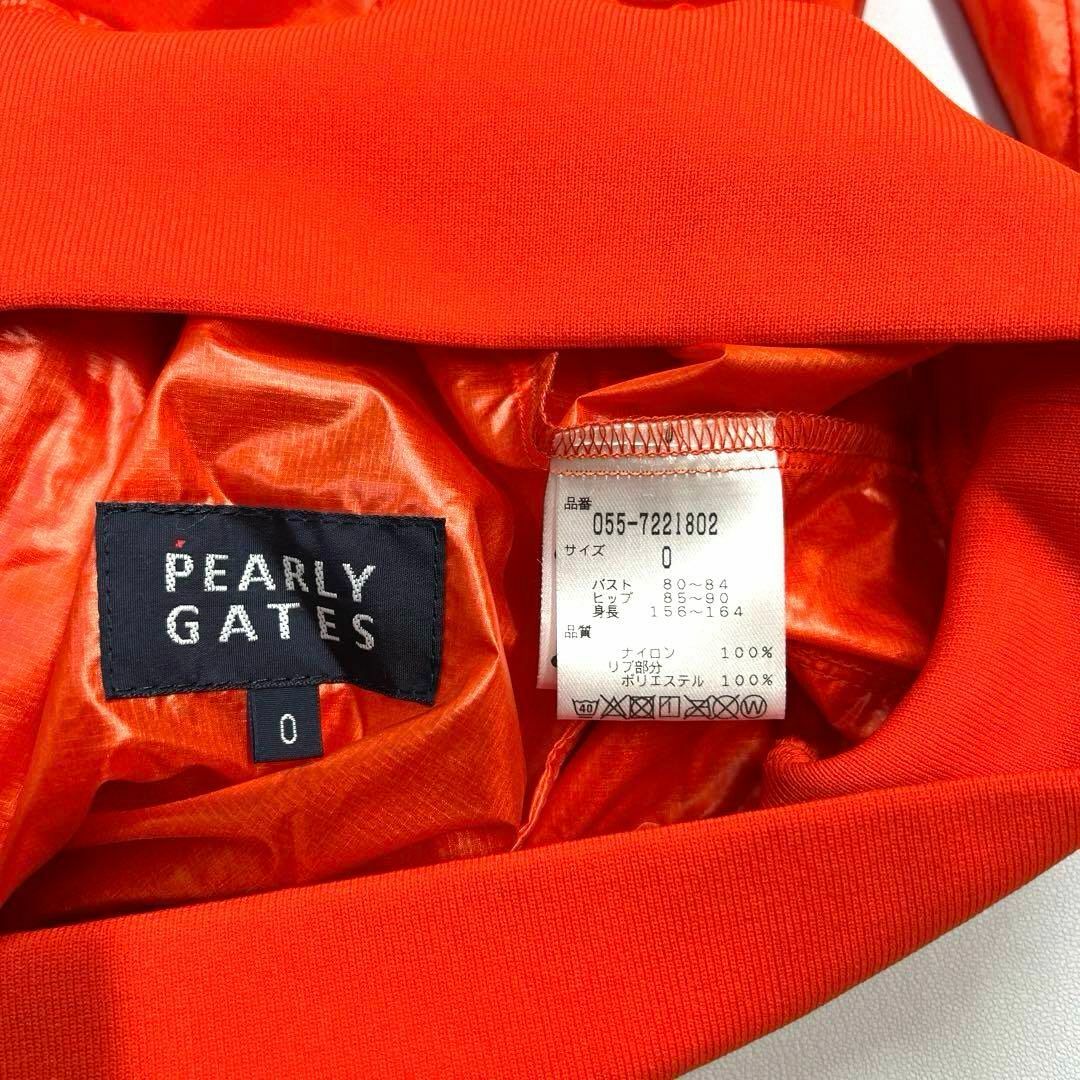 PEARLY
GATES
0
品番
055-7221802
サイズ 0
バスト 80～84
ヒップ 85～90
身長 156～164
品質
ナイロン 100%
リブ部分
ポリエステル 100%
40 W